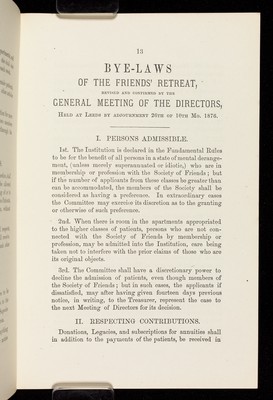 13
BYE-LAWS
OF THE FRIENDS' RETREAT,
REVISED AND CONFIRMED AT THE
GENERAL MEETING OF THE DIRECTORS,
HELD AT LEEDS BY ADJOURNMENT 26TH OF 10TH MO. 1876.
I. PERSONS ADMISSIBLE.
1st. The Institution is declared in the Fundamental Rules
to be for the benefit of all persons in a state of mental derange-
ment, (unless merely superannuated or idiotic,) who are in
membership or profession with the Society of Friends; but
if the number of applicants from these classes be greater than
can be accommodated, the members of the Society shall be
considered as having a preference. In extraordinary cases
the Committee may exercise its discretion as to the granting
or otherwise of such preference.
2nd. When there is room in the apartments appropriated
to the higher classes of patients, persons who are not con-
nected with the Society of Friends by membership or
profession, may be admitted into the Institution, care being
taken not to interfere with the prior claims of those who are
its original objects.
3rd. The Committee shall have a discretionary power to
decline the admission of patients, even though members of
the Society of Friends; but in such cases, the applicants if
dissatisfied, may after having given fourteen days previous
notice, in writing, to the Treasurer, represent the case to
the next Meeting of Directors for its decision.
II. RESPECTING CONTRIBUTIONS.
Donations, Legacies, and subscriptions for annuities shall
in addition to the payments of the patients, be received in